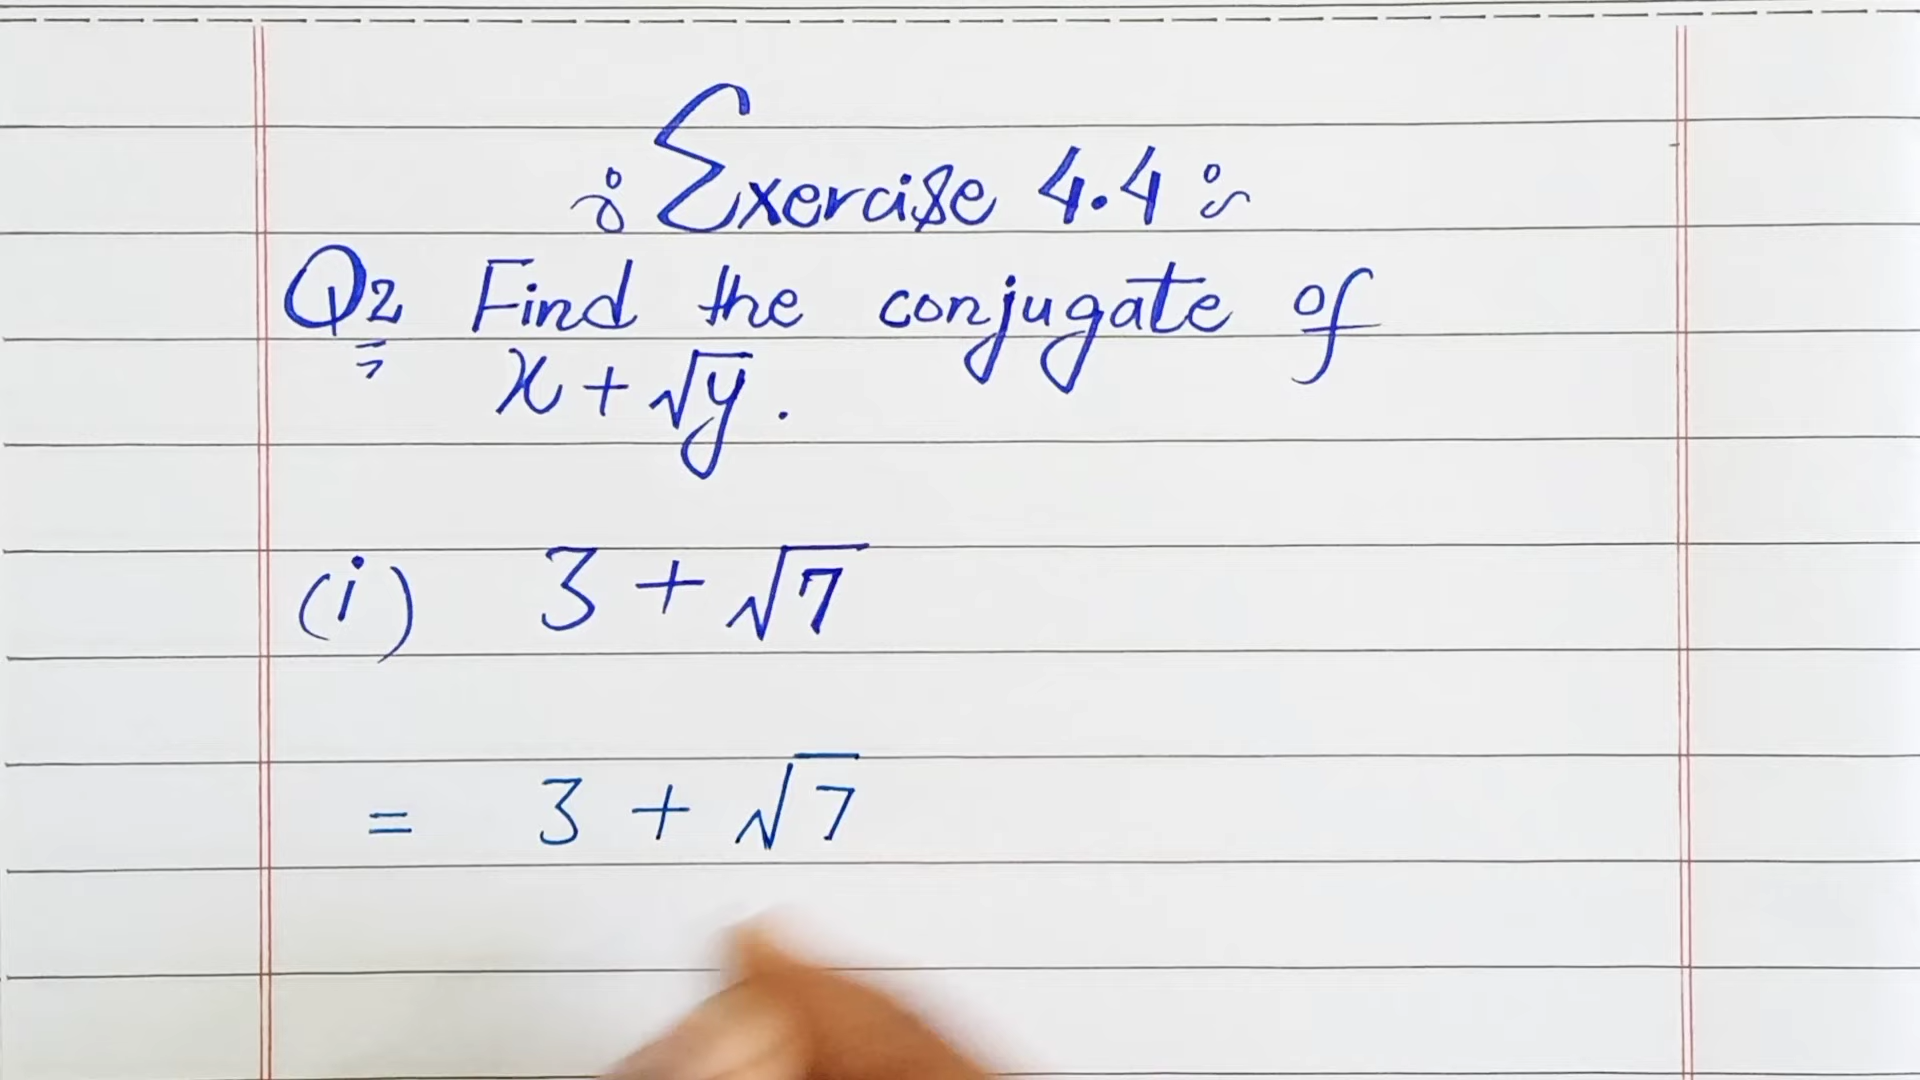 Exercise 4.4
Q2 Find the conjugate of
x + √y.
(i) 3 + √7
= 3 + √7